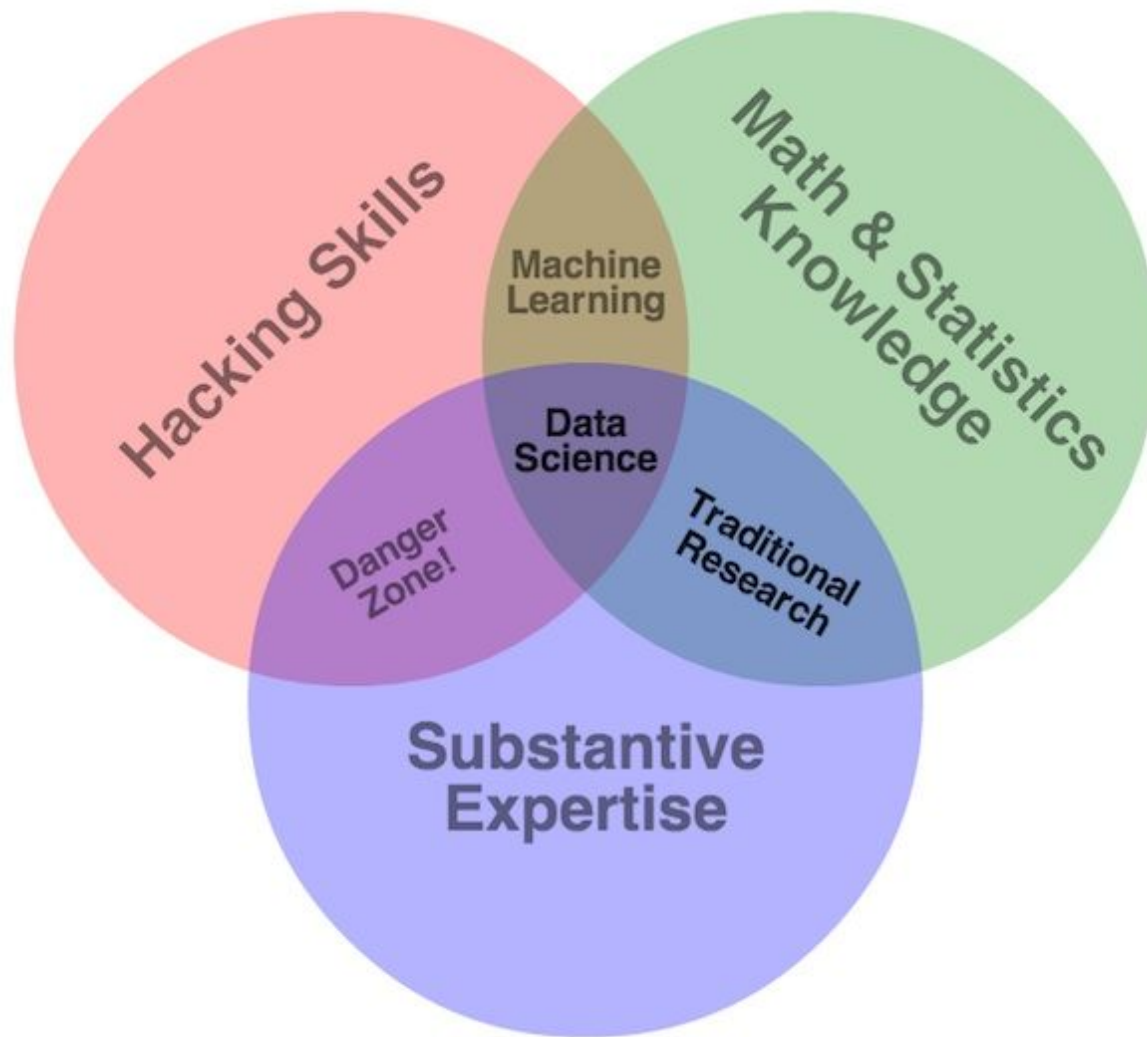 Hacking Skills
Math & Statistics
Knowledge
Machine
Learning
Data
Science
Danger
Zone!
Traditional
Research
Substantive
Expertise